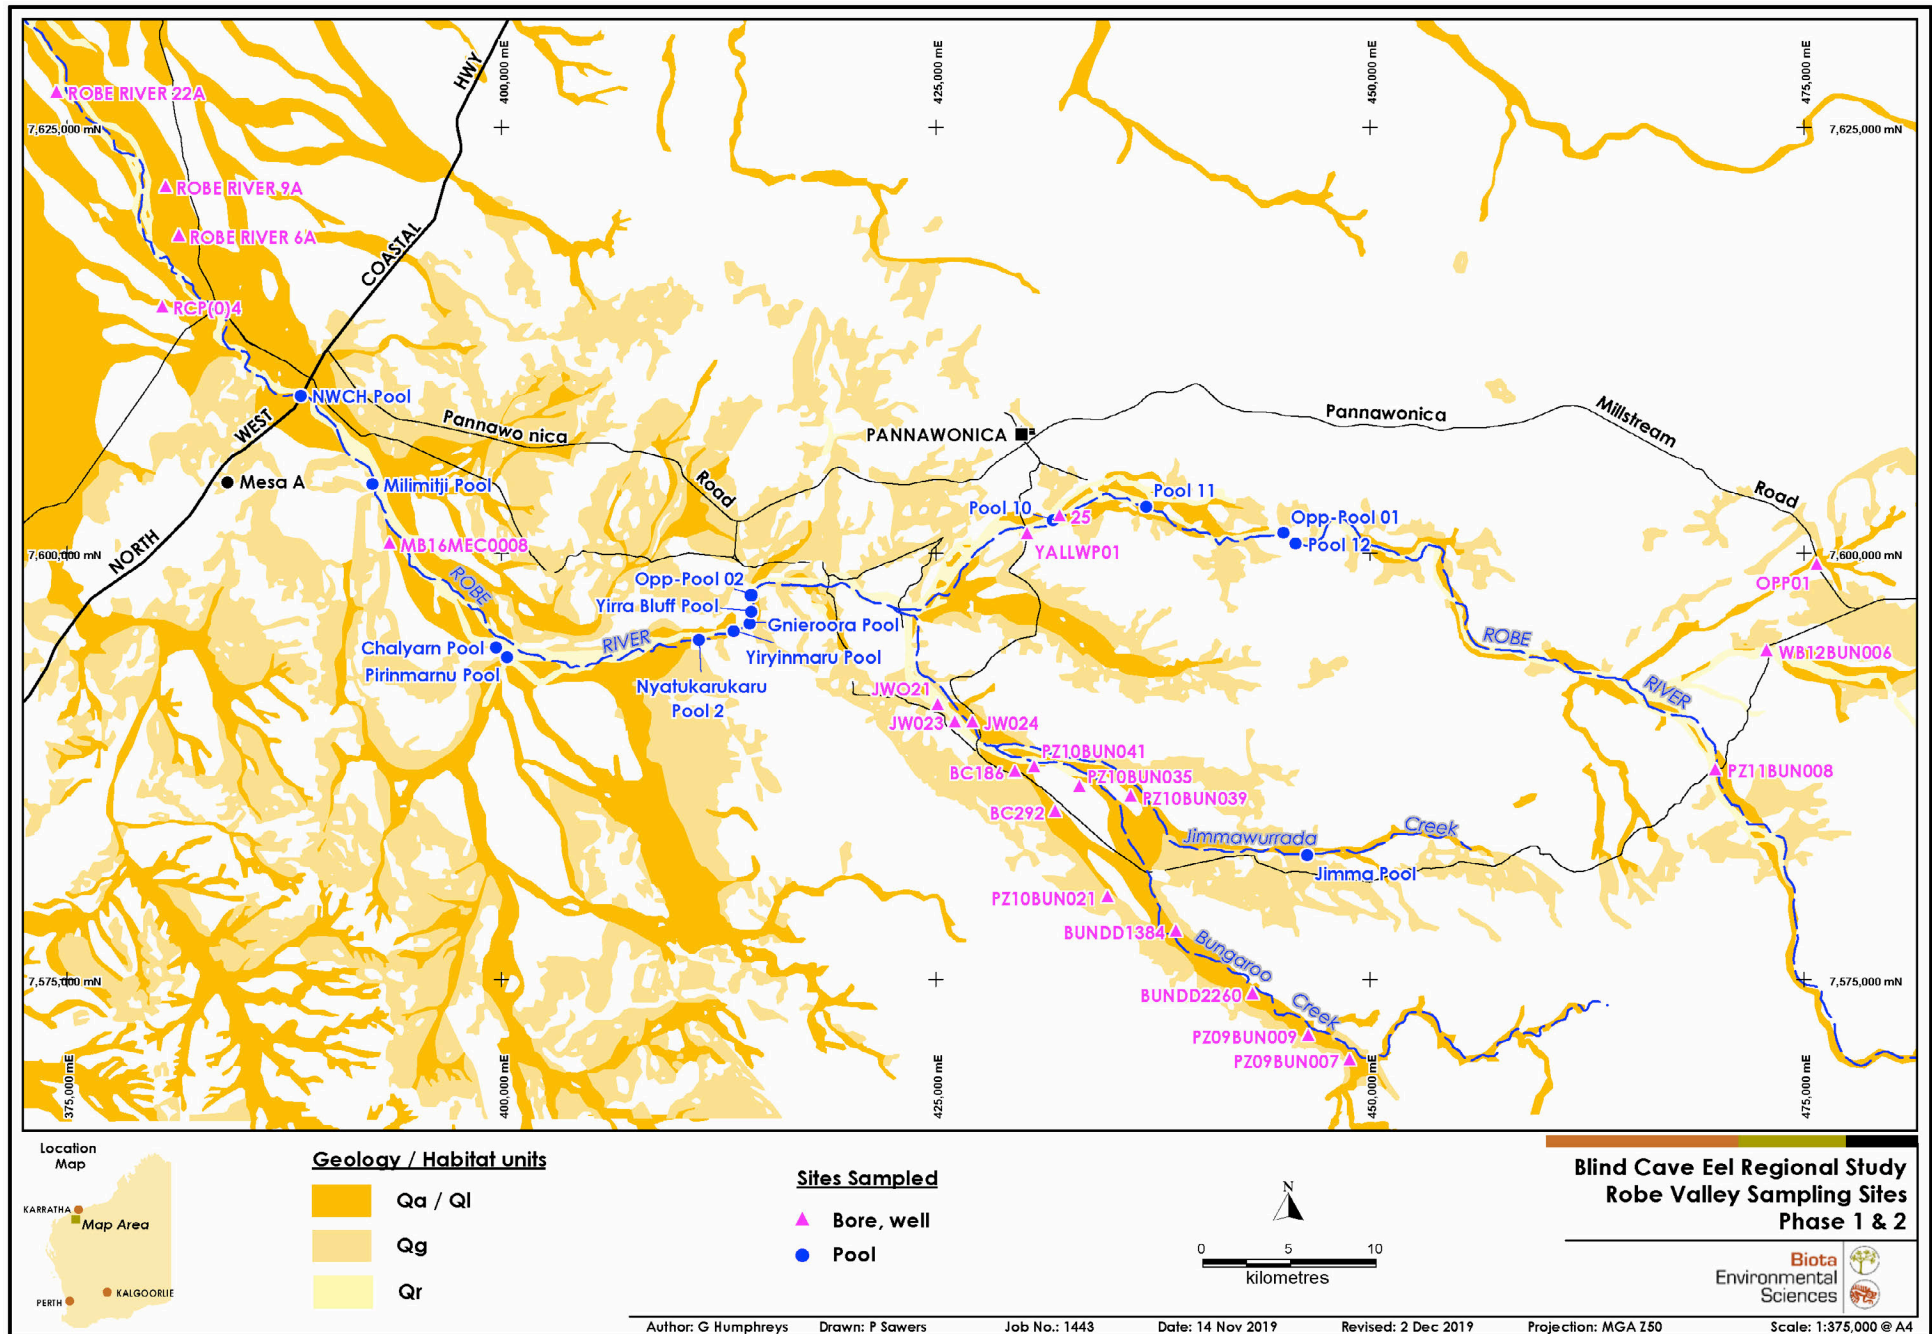 HWY
400,000 mE
425,000 mE
450,000 mE
475,000 mE
ROBE RIVER 22A
7,625,000 mN
7,625,000 mN
ROBE RIVER 9A
ROBE RIVER 6A
COASTAL
RCP(0)4
NWCH Pool
WEST
Pannawo nica
Road
PANNAWONICA
Pannawonica
Millstream
Road
Mesa A
Milimitji Pool
Pool 10
25
Pool 11
Opp-Pool 01
Pool 12
YALLWP01
NORTH
MB16MEC0008
7,600,000 mN
7,600,000 mN
OPP01
ROBE
Opp-Pool 02
Yirra Bluff Pool
Gnieroora Pool
Yiryinmaru Pool
RIVER
Chalyarn Pool
Pirinmarnu Pool
Nyatukarukaru
Pool 2
ROBE
RIVER
WB12BUN006
JWO21
JW023
JW024
PZ10BUN041
BC186
PZ10BUN035
PZ10BUN039
PZ11BUN008
BC292
Jimmawurrada
Creek
Jimma Pool
PZ10BUN021
BUNDD1384
Bungaroo
Creek
BUNDD2260
7,575,000 mN
7,575,000 mN
PZ09BUN009
PZ09BUN007
375,000 mE
400,000 mE
425,000 mE
450,000 mE
475,000 mE
Location
Map
KARRATHA
Map Area
KALGOORLIE
PERTH
Geology / Habitat units
Qa / Ql
Qg
Qr
Sites Sampled
Bore, well
Pool
N
0 5 10
kilometres
Blind Cave Eel Regional Study
Robe Valley Sampling Sites
Phase 1 & 2
Biota
Environmental
Sciences
Author: G Humphreys Drawn: P Sawers Job No.: 1443 Date: 14 Nov 2019 Revised: 2 Dec 2019 Projection: MGA Z50 Scale: 1:375,000 @ A4